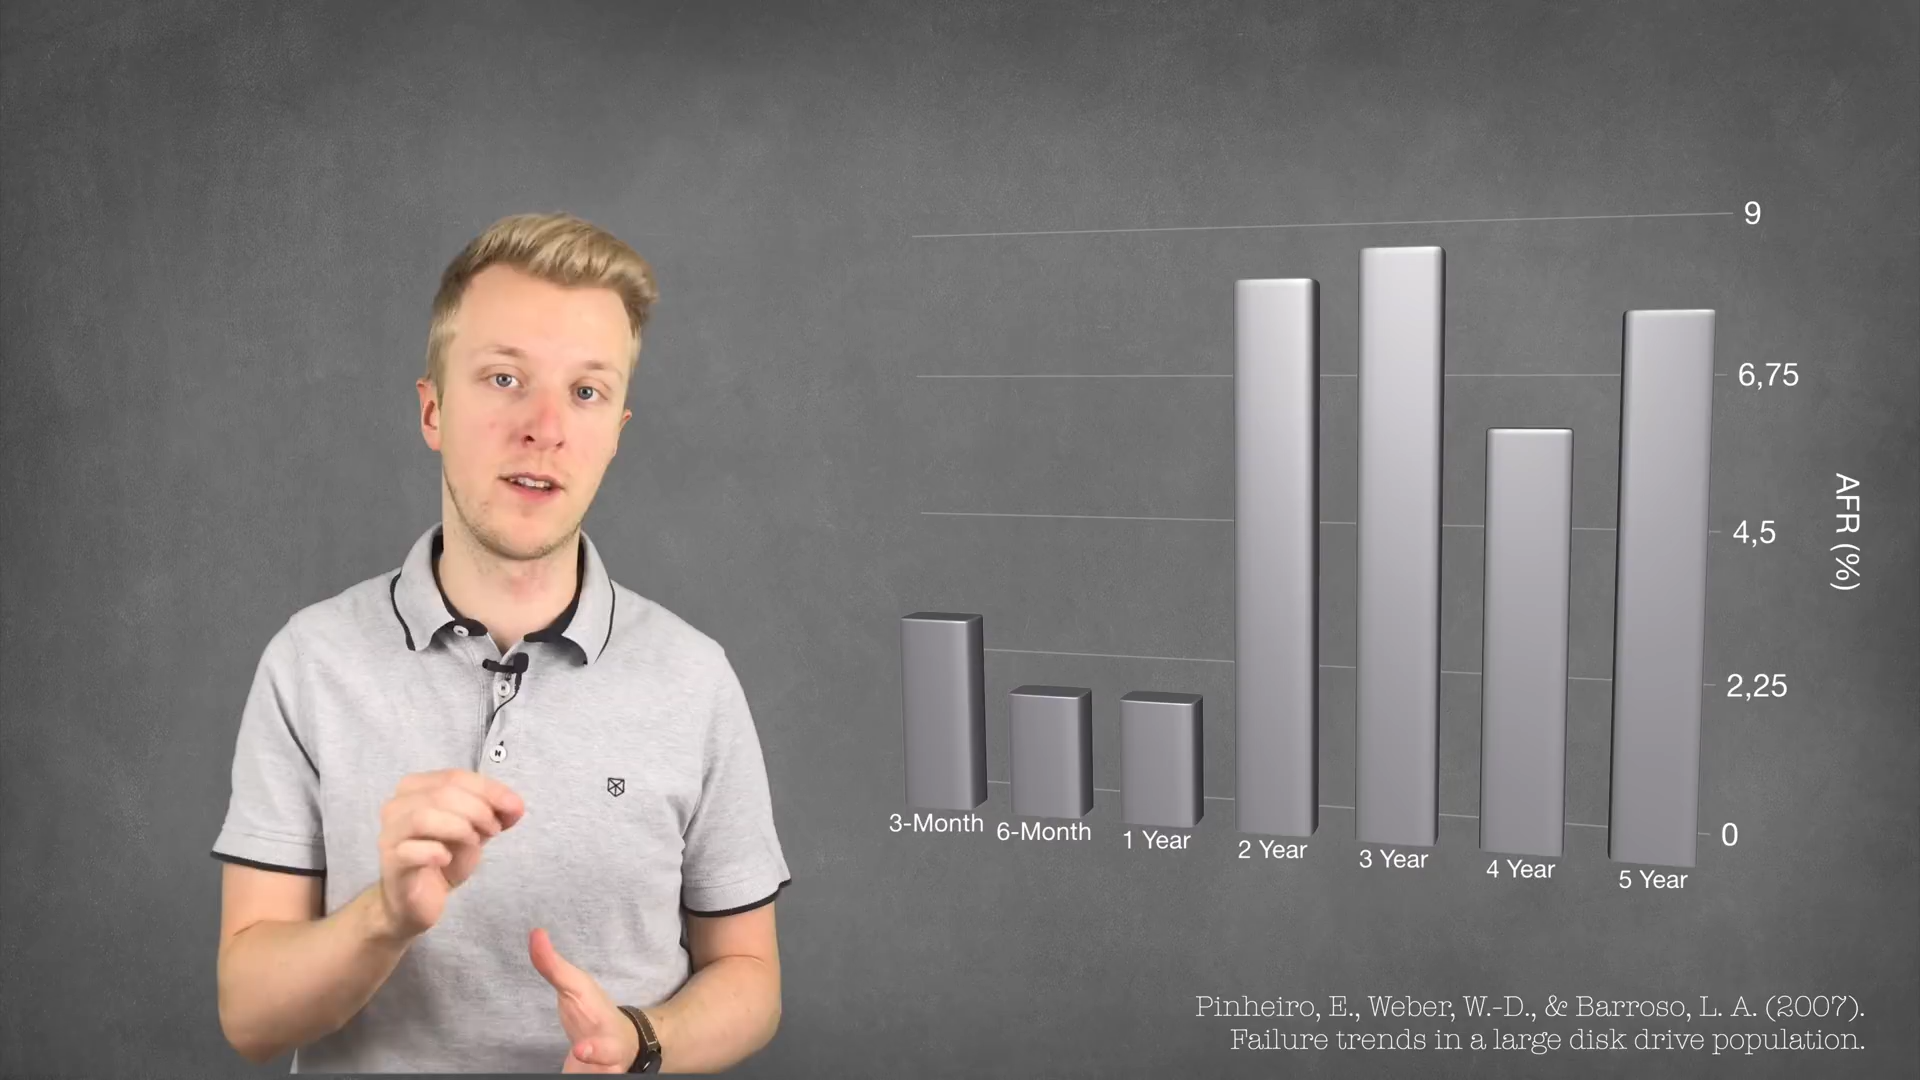 9
6,75
4,5
2,25
0
AFR (%)
3-Month
6-Month
1 Year
2 Year
3 Year
4 Year
5 Year
Pinheiro, E., Weber, W.-D., & Barroso, L. A. (2007).
Failure trends in a large disk drive population.